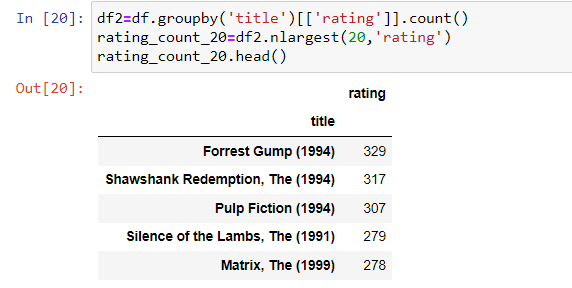 In [20]: df2=df.groupby('title')[['rating']].count()
rating_count_20=df2.nlargest(20,'rating')
rating_count_20.head()
Out[20]:
rating
title
Forrest Gump (1994) 329
Shawshank Redemption, The (1994) 317
Pulp Fiction (1994) 307
Silence of the Lambs, The (1991) 279
Matrix, The (1999) 278